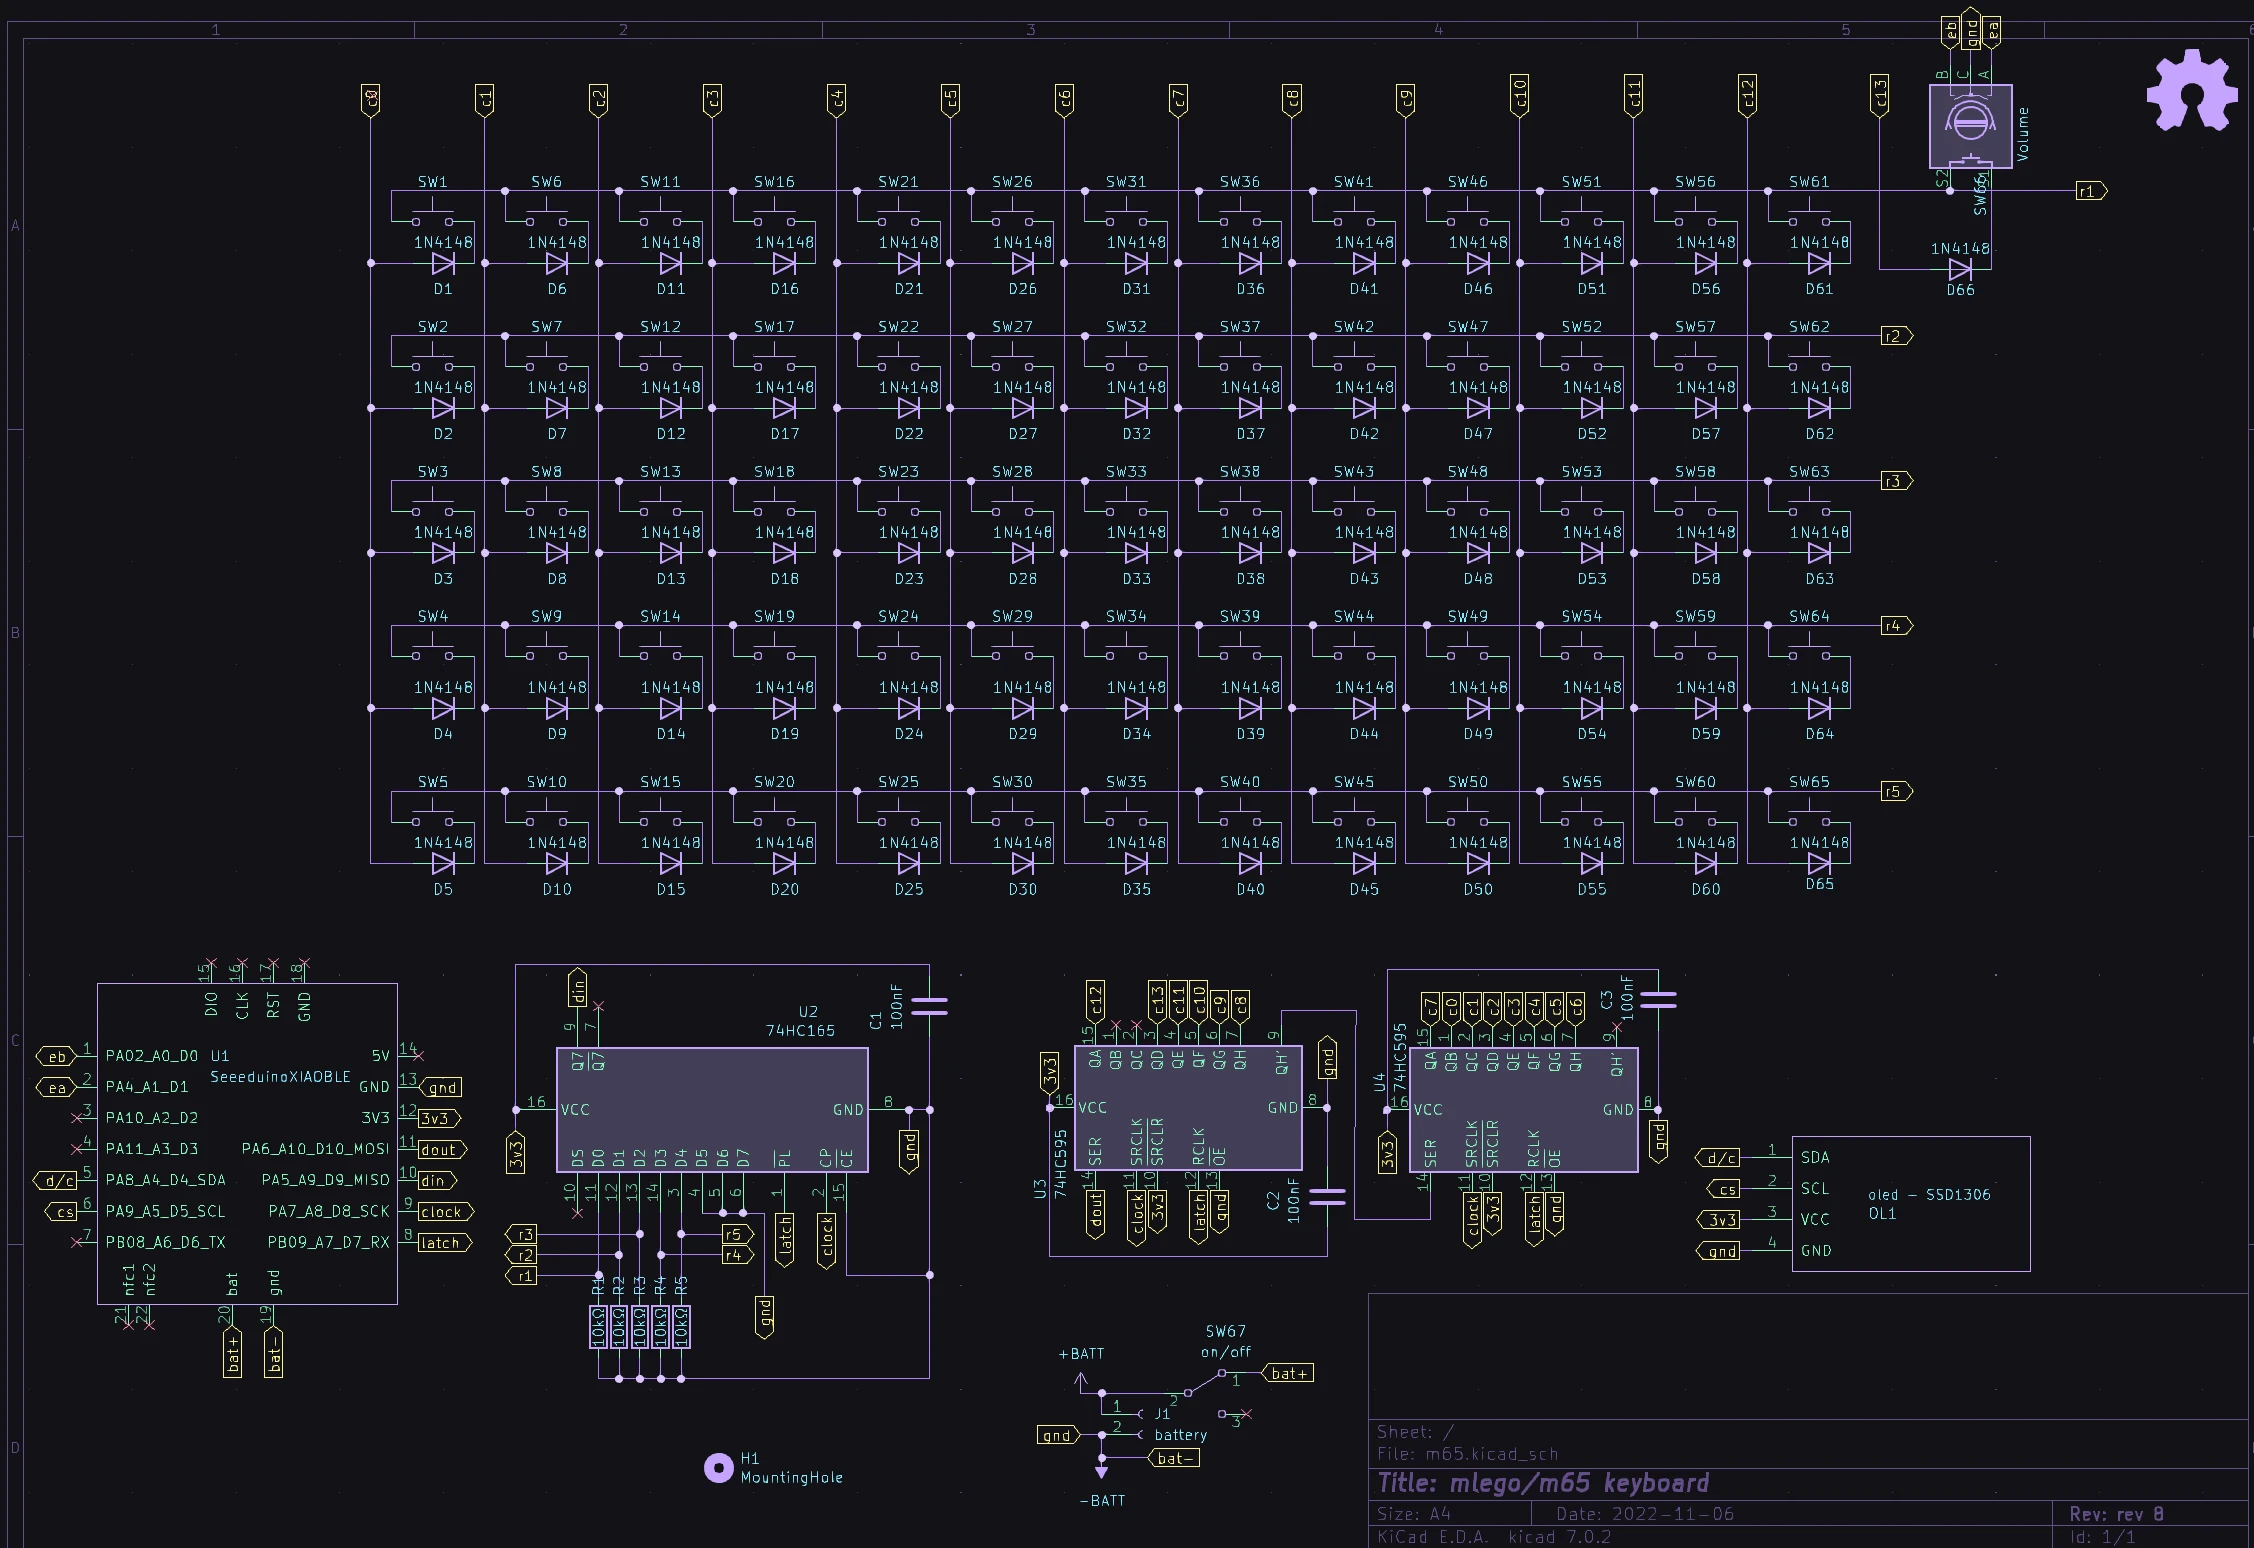 1 2 3 4 5 6
eb gnd ea
B C A
c0 c1 c2 c3 c4 c5 c6 c7 c8 c9 c10 c11 c12 c13
Volume
A
SW1 SW6 SW11 SW16 SW21 SW26 SW31 SW36 SW41 SW46 SW51 SW56 SW61 S2 S1 SW66 r1
1N4148 1N4148 1N4148 1N4148 1N4148 1N4148 1N4148 1N4148 1N4148 1N4148 1N4148 1N4148 1N4148 1N4148
D1 D6 D11 D16 D21 D26 D31 D36 D41 D46 D51 D56 D61 D66
SW2 SW7 SW12 SW17 SW22 SW27 SW32 SW37 SW42 SW47 SW52 SW57 SW62 r2
1N4148 1N4148 1N4148 1N4148 1N4148 1N4148 1N4148 1N4148 1N4148 1N4148 1N4148 1N4148 1N4148
D2 D7 D12 D17 D22 D27 D32 D37 D42 D47 D52 D57 D62
SW3 SW8 SW13 SW18 SW23 SW28 SW33 SW38 SW43 SW48 SW53 SW58 SW63 r3
1N4148 1N4148 1N4148 1N4148 1N4148 1N4148 1N4148 1N4148 1N4148 1N4148 1N4148 1N4148 1N4148
D3 D8 D13 D18 D23 D28 D33 D38 D43 D48 D53 D58 D63
B
SW4 SW9 SW14 SW19 SW24 SW29 SW34 SW39 SW44 SW49 SW54 SW59 SW64 r4
1N4148 1N4148 1N4148 1N4148 1N4148 1N4148 1N4148 1N4148 1N4148 1N4148 1N4148 1N4148 1N4148
D4 D9 D14 D19 D24 D29 D34 D39 D44 D49 D54 D59 D64
SW5 SW10 SW15 SW20 SW25 SW30 SW35 SW40 SW45 SW50 SW55 SW60 SW65 r5
1N4148 1N4148 1N4148 1N4148 1N4148 1N4148 1N4148 1N4148 1N4148 1N4148 1N4148 1N4148 1N4148
D5 D10 D15 D20 D25 D30 D35 D40 D45 D50 D55 D60 D65
C
15 16 17 18
DIO CLK RST GND
eb 1 PA02_A0_D0 U1 5V 14
SeeeduinoXIAOBLE
ea 2 PA4_A1_D1 GND 13 gnd
3 PA10_A2_D2 3V3 12 3v3
4 PA11_A3_D3 PA6_A10_D10_MOSI 11 dout
d/c 5 PA8_A4_D4_SDA PA5_A9_D9_MISO 10 din
cs 6 PA9_A5_D5_SCL PA7_A8_D8_SCK 9 clock
7 PB08_A6_D6_TX PB09_A7_D7_RX 8 latch
nfc1 nfc2 bat gnd
21 22 20 19
bat+ bat-
din
9 7
U2
74HC165
C1 100nF
Q7 Q7
16 VCC GND 8
3v3 gnd
DS D0 D1 D2 D3 D4 D5 D6 D7 PL CP CE
10 11 12 13 14 3 4 5 6 1 2 15
r3 r5 latch clock
r2 r4
r1
R1 R2 R3 R4 R5
10kΩ 10kΩ 10kΩ 10kΩ 10kΩ
gnd
c12 c13 c11 c10 c9 c8
15 1 2 3 4 5 6 7 9
QA QB QC QD QE QF QG QH QH'
3v3 gnd
16 VCC GND 8
SER SRCLK SRCLR RCLK OE
U3 74HC595
14 11 10 12 13
dout clock 3v3 latch gnd
C2 100nF
c7 c0 c1 c2 c3 c4 c5 c6
C3 100nF
15 1 2 3 4 5 6 7 9
QA QB QC QD QE QF QG QH QH'
U4 74HC595
16 VCC GND 8
3v3 gnd
SER SRCLK SRCLR RCLK OE
14 11 10 12 13
clock 3v3 latch gnd
d/c 1 SDA
cs 2 SCL oled - SSD1306
3v3 3 VCC OL1
gnd 4 GND
SW67
on/off
+BATT
1 bat+
2
1 J1 3
gnd 2 battery
bat-
-BATT
H1
MountingHole
D
Sheet: /
File: m65.kicad_sch
Title: mlego/m65 keyboard
Size: A4 Date: 2022-11-06 Rev: rev 8
KiCad E.D.A. kicad 7.0.2 Id: 1/1